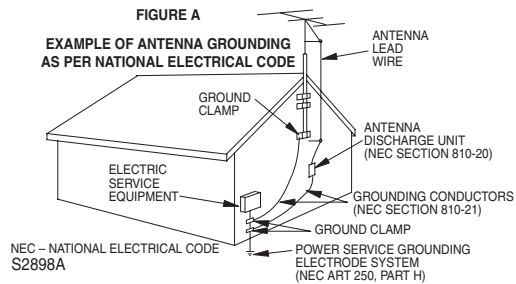 FIGURE A
EXAMPLE OF ANTENNA GROUNDING
AS PER NATIONAL ELECTRICAL CODE
ANTENNA
LEAD
WIRE
GROUND
CLAMP
ANTENNA
DISCHARGE UNIT
(NEC SECTION 810-20)
ELECTRIC
SERVICE
EQUIPMENT
GROUNDING CONDUCTORS
(NEC SECTION 810-21)
GROUND CLAMP
POWER SERVICE GROUNDING
ELECTRODE SYSTEM
(NEC ART 250, PART H)
NEC – NATIONAL ELECTRICAL CODE
S2898A